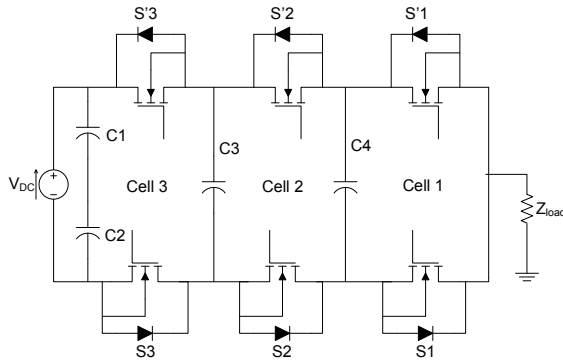 S'3
S'2
S'1
C1
C3
C4
V_DC
+
-
Cell 3
Cell 2
Cell 1
Z_load
C2
S3
S2
S1